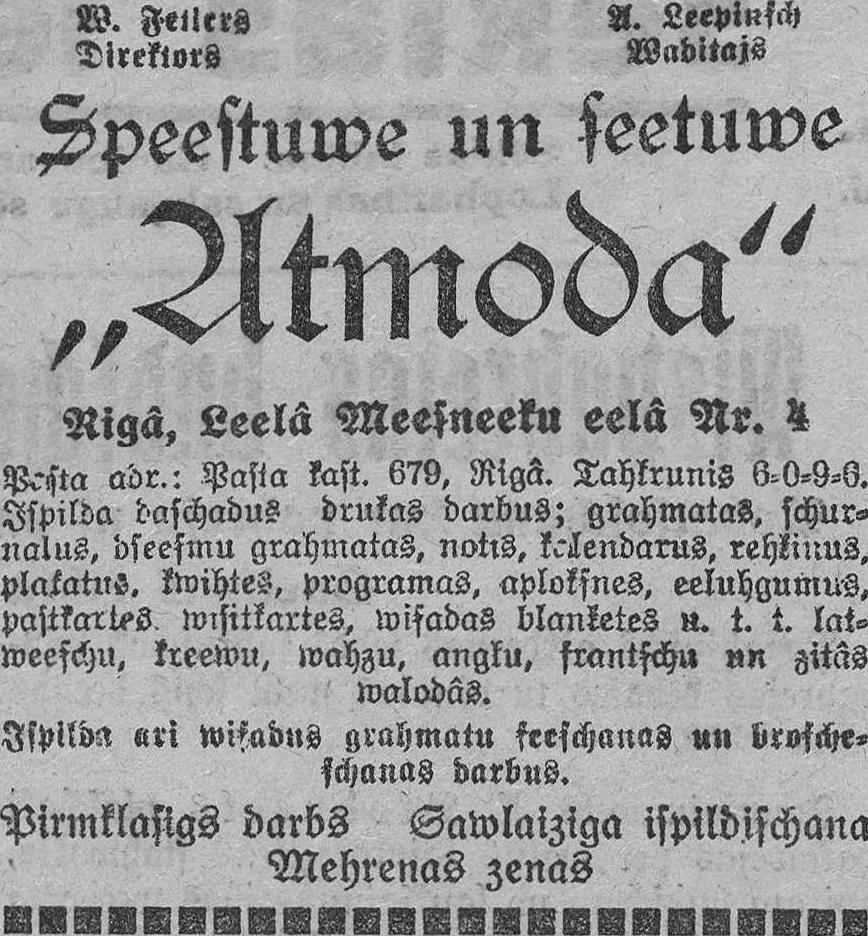 W. Fetlers
Direktors
A. Leepinsch
Waditajs
Speestuwe un seetuwe
„Atmoda“
Rigâ, Leelâ Meesneeku eelâ Nr. 4
Pasta adr.: Pasta kast. 679, Rigâ. Tahlrunis 6-0-9-6.
Ispilda daschadus drukas darbus; grahmatas, schur-
nalus, dseesmu grahmatas, notis, kalendarus, rehkinus,
plakatus, kwihtes, programas, aploksnes, eeluhgumus,
pastkartes, wisitkartes, wisadas blanketes u. t. t. lat-
weeschu, kreewu, wahzu, angļu, frantschu un zitâs
walodâs.
Ispilda ari wisadus grahmatu seeschanas un brosche-
schanas darbus.
Pirmklasigs darbs Sawlaiziga ispildischana
Mehrenas zenas